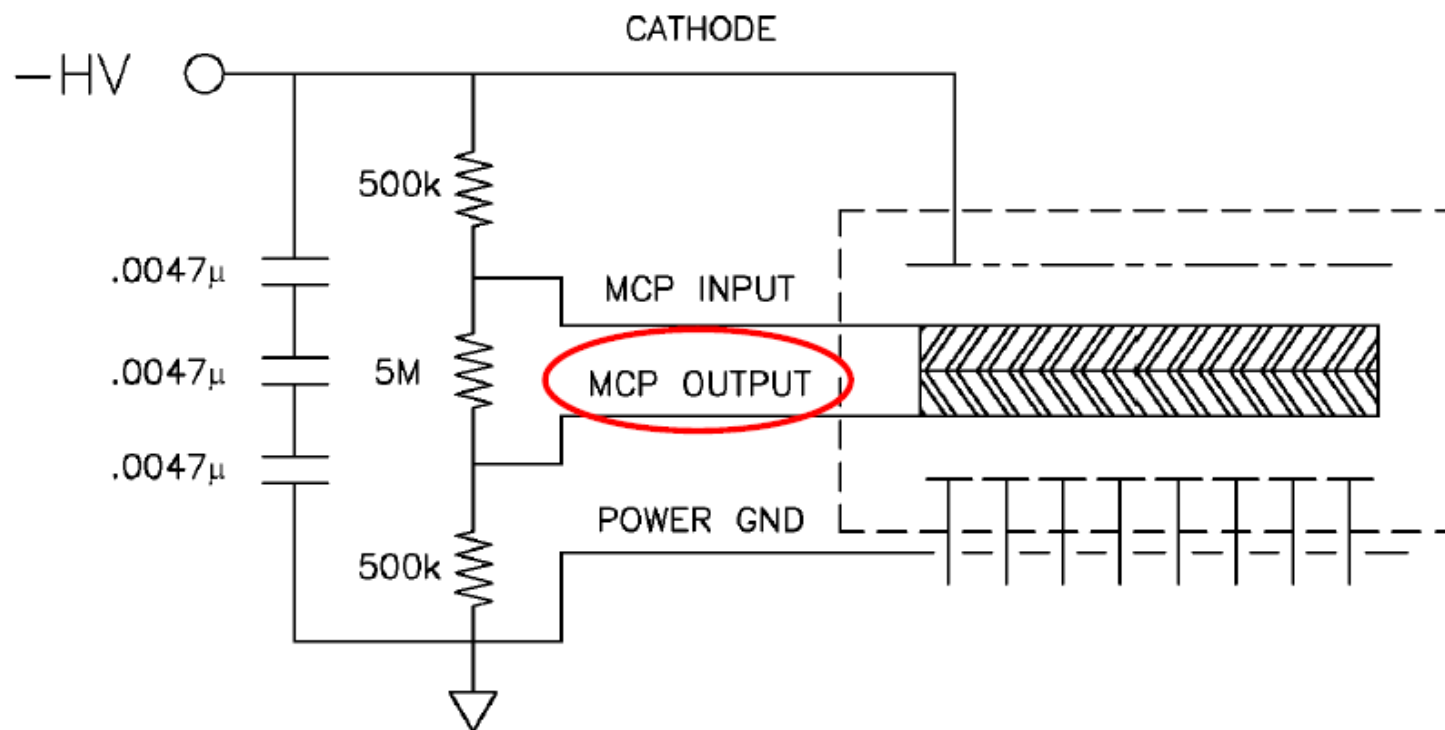 CATHODE
-HV
500k
.0047μ
MCP INPUT
5M
.0047μ
MCP OUTPUT
.0047μ
POWER GND
500k